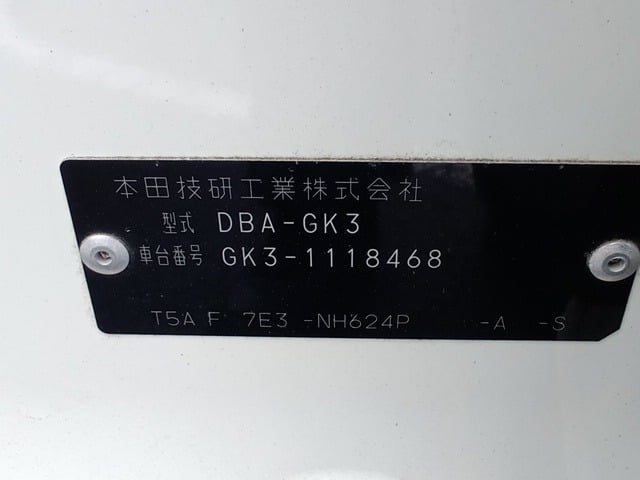 本田技研工業株式会社
型式 DBA-GK3
車台番号 GK3-1118468
T5A F 7E3 -NH624P -A -S